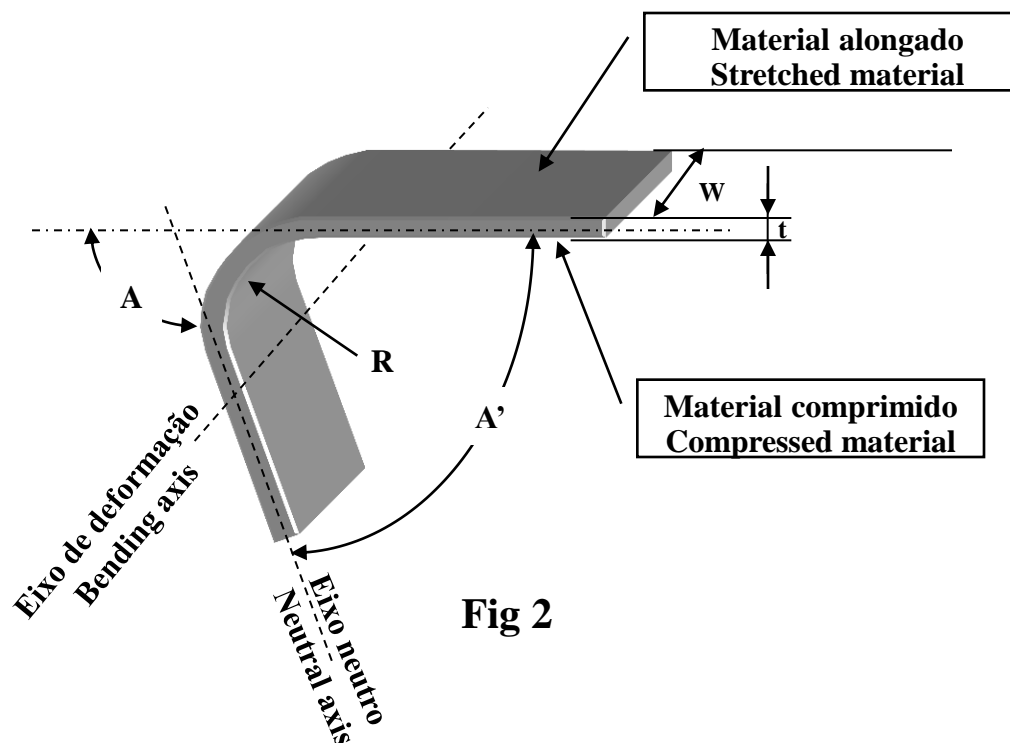 Material alongado
Stretched material
W
t
A
R
A’
Material comprimido
Compressed material
Eixo de deformação
Bending axis
Eixo neutro
Neutral axis
Fig 2